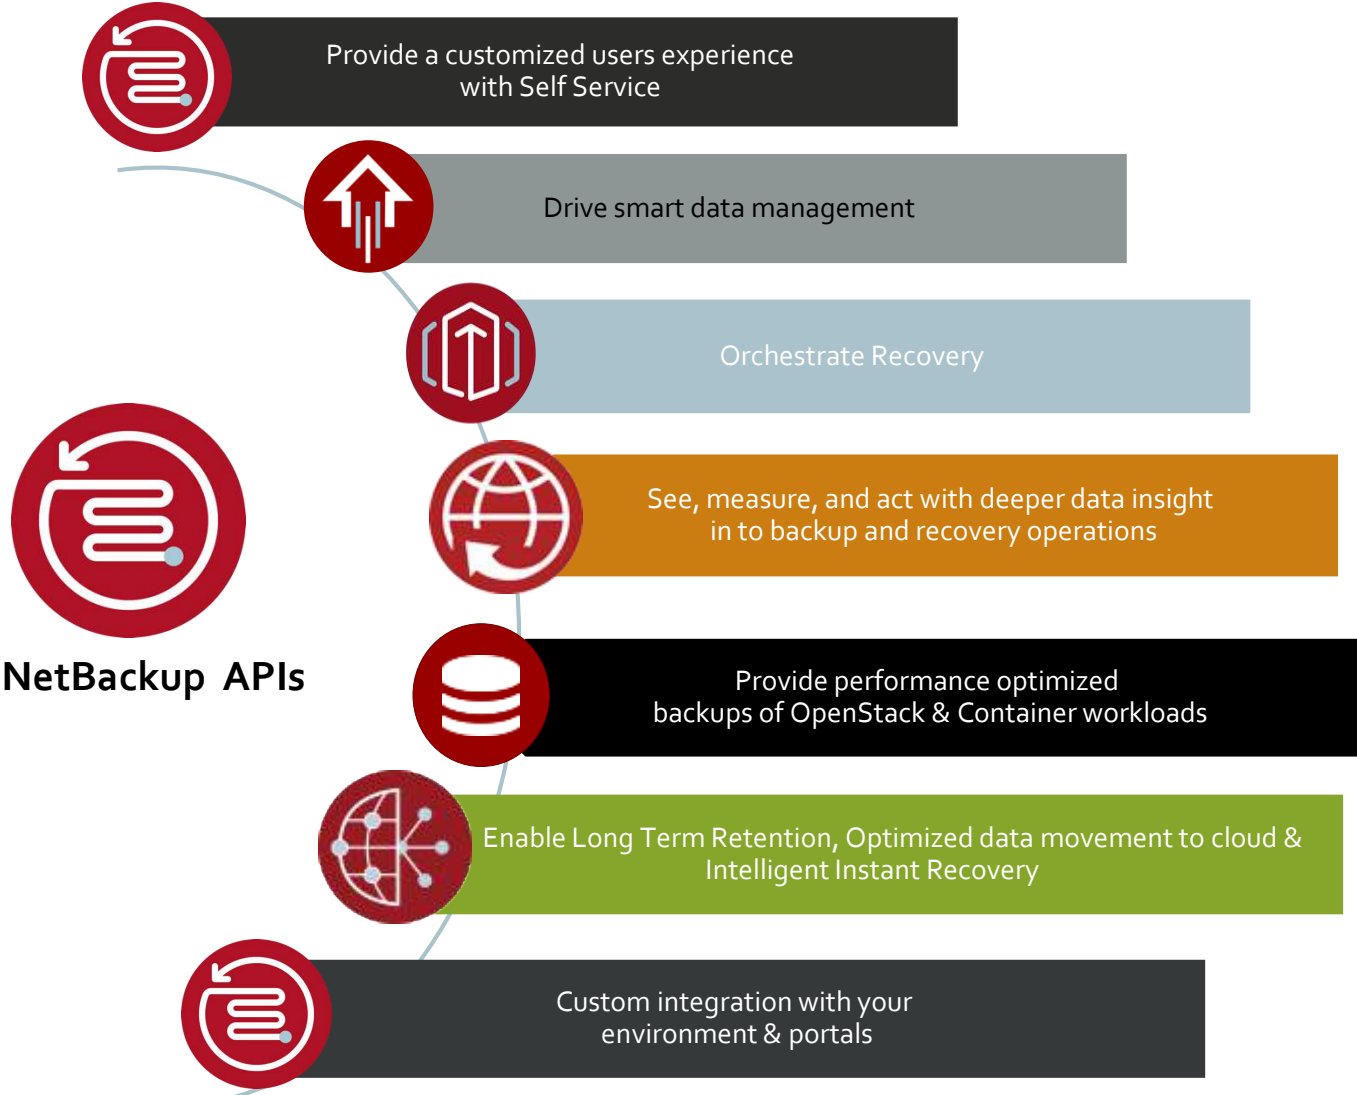 Provide a customized users experience
with Self Service
Drive smart data management
Orchestrate Recovery
See, measure, and act with deeper data insight
in to backup and recovery operations
NetBackup APIs
Provide performance optimized
backups of OpenStack & Container workloads
Enable Long Term Retention, Optimized data movement to cloud &
Intelligent Instant Recovery
Custom integration with your
environment & portals